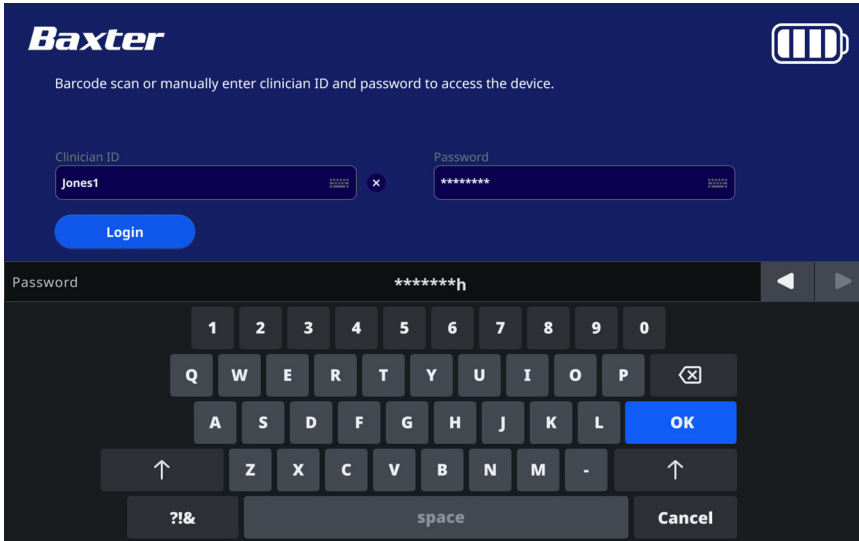 Baxter
Barcode scan or manually enter clinician ID and password to access the device.
Clinician ID
Password
Jones1
********
Login
Password
*******h
1 2 3 4 5 6 7 8 9 0
Q W E R T Y U I O P
A S D F G H J K L OK
Z X C V B N M -
?!& space Cancel